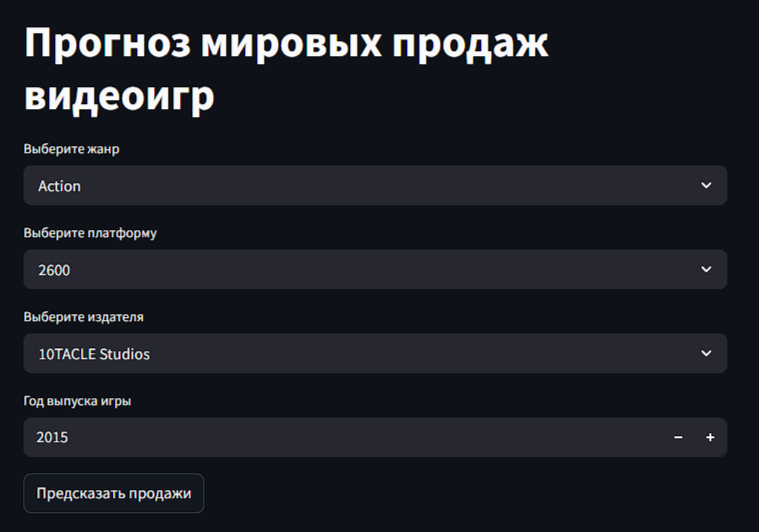 Прогноз мировых продаж
видеоигр
Выберите жанр
Action
Выберите платформу
2600
Выберите издателя
10TACLE Studios
Год выпуска игры
2015
Предсказать продажи